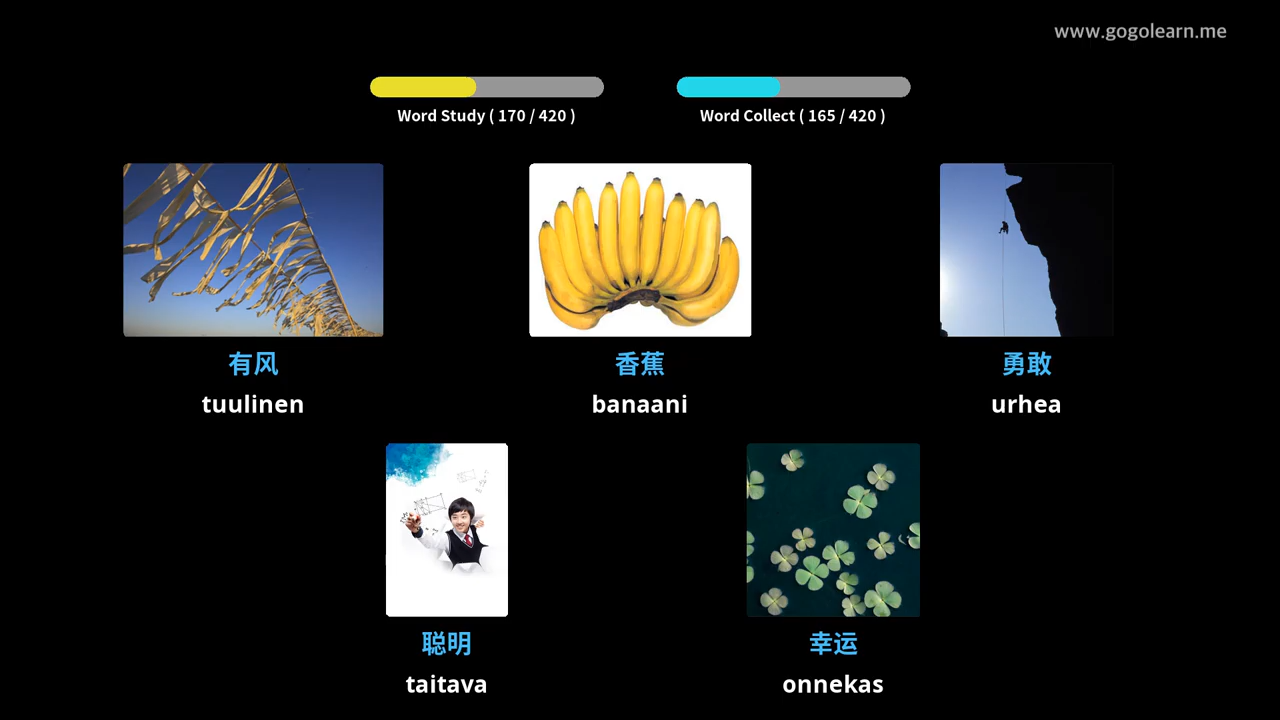 www.gogolearn.me
Word Study ( 170 / 420 )
Word Collect ( 165 / 420 )
有风
香蕉
勇敢
tuulinen
banaani
urhea
聪明
幸运
taitava
onnekas